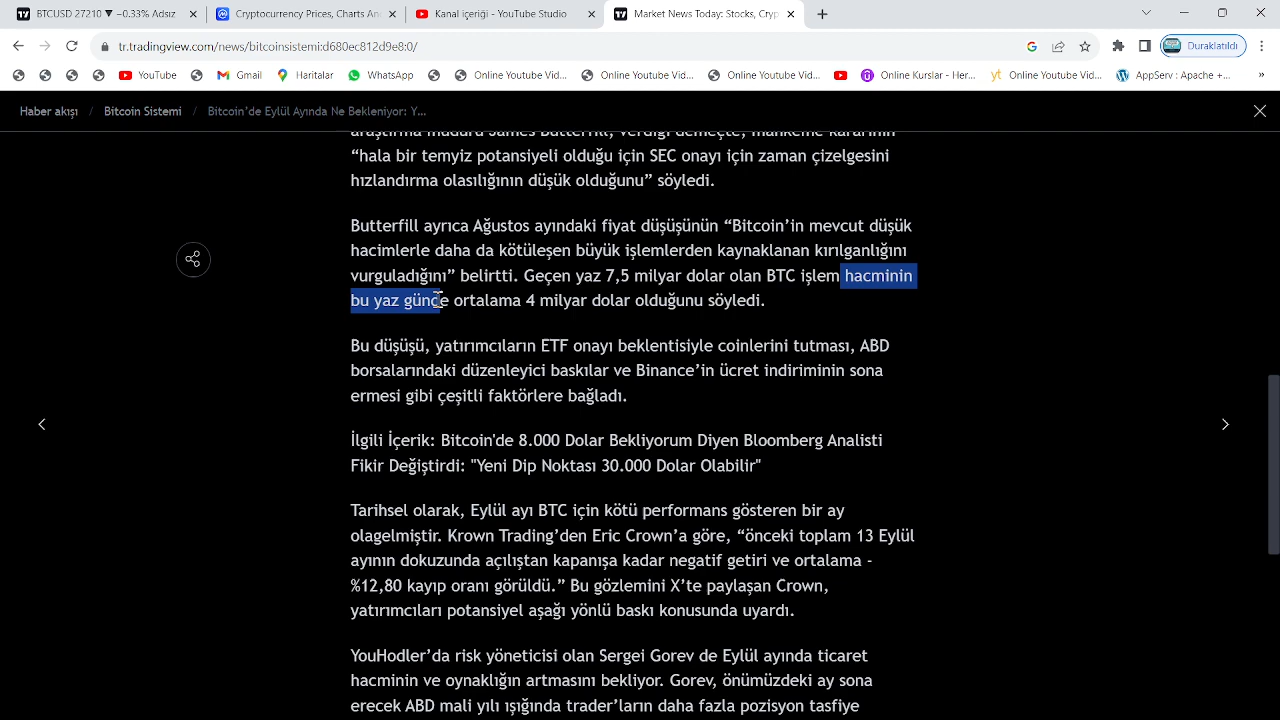 BTCUSD 27210 ▼ −0.33% Adsız
Cryptocurrency Prices, Charts An
Kanal içeriği - YouTube Studio
Market News Today: Stocks, Cryp
tr.tradingview.com/news/bitcoinsistemi:d680ec812d9e8:0/
Duraklatıldı
YouTube
Gmail
Haritalar
WhatsApp
Online Youtube Vid...
Online Youtube Vid...
Online Youtube Vid...
Online Kurslar - Her...
yt Online Youtube Vid...
AppServ : Apache +...
Haber akışı / Bitcoin Sistemi / Bitcoin’de Eylül Ayında Ne Bekleniyor: Y...
araştırma müdürü James Butterfill, verdiği demeçte, mahkeme kararının
“hala bir temyiz potansiyeli olduğu için SEC onayı için zaman çizelgesini
hızlandırma olasılığının düşük olduğunu” söyledi.
Butterfill ayrıca Ağustos ayındaki fiyat düşüşünün “Bitcoin’in mevcut düşük
hacimlerle daha da kötüleşen büyük işlemlerden kaynaklanan kırılganlığını
vurguladığını” belirtti. Geçen yaz 7,5 milyar dolar olan BTC işlem hacminin
bu yaz günde ortalama 4 milyar dolar olduğunu söyledi.
Bu düşüşü, yatırımcıların ETF onayı beklentisiyle coinlerini tutması, ABD
borsalarındaki düzenleyici baskılar ve Binance’in ücret indiriminin sona
ermesi gibi çeşitli faktörlere bağladı.
İlgili İçerik: Bitcoin'de 8.000 Dolar Bekliyorum Diyen Bloomberg Analisti
Fikir Değiştirdi: "Yeni Dip Noktası 30.000 Dolar Olabilir"
Tarihsel olarak, Eylül ayı BTC için kötü performans gösteren bir ay
olagelmiştir. Krown Trading’den Eric Crown’a göre, “önceki toplam 13 Eylül
ayının dokuzunda açılıştan kapanışa kadar negatif getiri ve ortalama -
%12,80 kayıp oranı görüldü.” Bu gözlemini X’te paylaşan Crown,
yatırımcıları potansiyel aşağı yönlü baskı konusunda uyardı.
YouHodler’da risk yöneticisi olan Sergei Gorev de Eylül ayında ticaret
hacminin ve oynaklığın artmasını bekliyor. Gorev, önümüzdeki ay sona
erecek ABD mali yılı ışığında trader’ların daha fazla pozisyon tasfiye